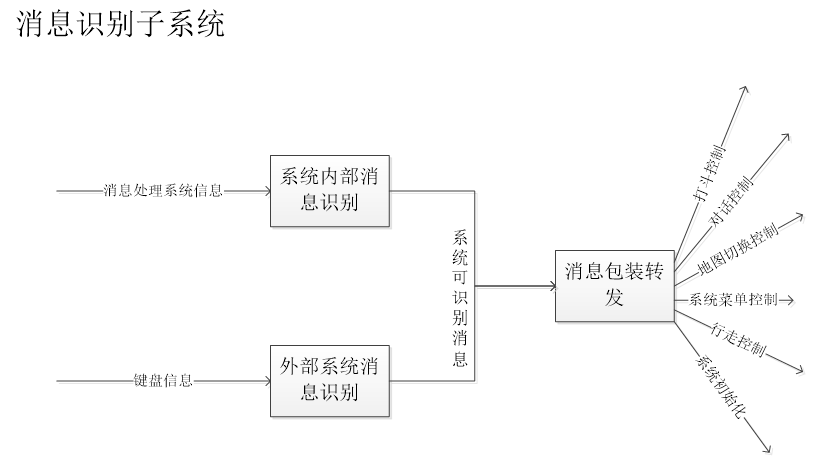 消息识别子系统
消息处理系统信息
系统内部消
息识别
系统可识别消息
键盘信息
外部系统消
息识别
消息包装转
发
打斗控制
对话控制
地图切换控制
系统菜单控制
行走控制
系统初始化